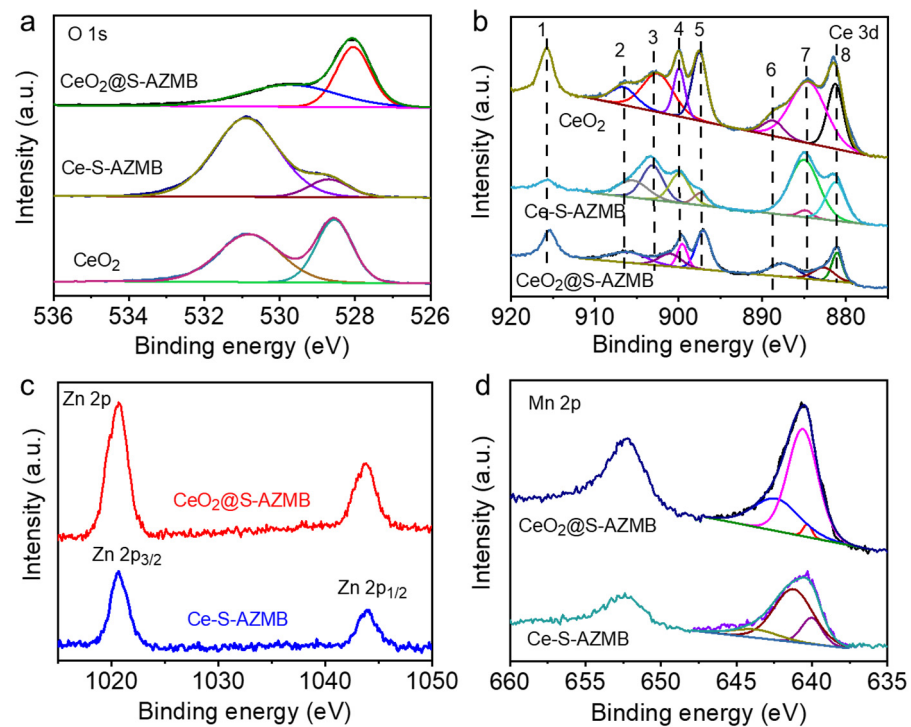 a
O 1s
CeO₂@S-AZMB
Ce-S-AZMB
CeO₂
Intensity (a.u.)
536 534 532 530 528 526
Binding energy (eV)
b
Ce 3d
1 2 3 4 5 6 7 8
CeO₂
Ce-S-AZMB
CeO₂@S-AZMB
Intensity (a.u.)
920 910 900 890 880
Binding energy (eV)
c
Zn 2p
CeO₂@S-AZMB
Zn 2p₃/₂
Zn 2p₁/₂
Ce-S-AZMB
Intensity (a.u.)
1020 1030 1040 1050
Binding energy (eV)
d
Mn 2p
CeO₂@S-AZMB
Ce-S-AZMB
Intensity (a.u.)
660 655 650 645 640 635
Binding energy (eV)